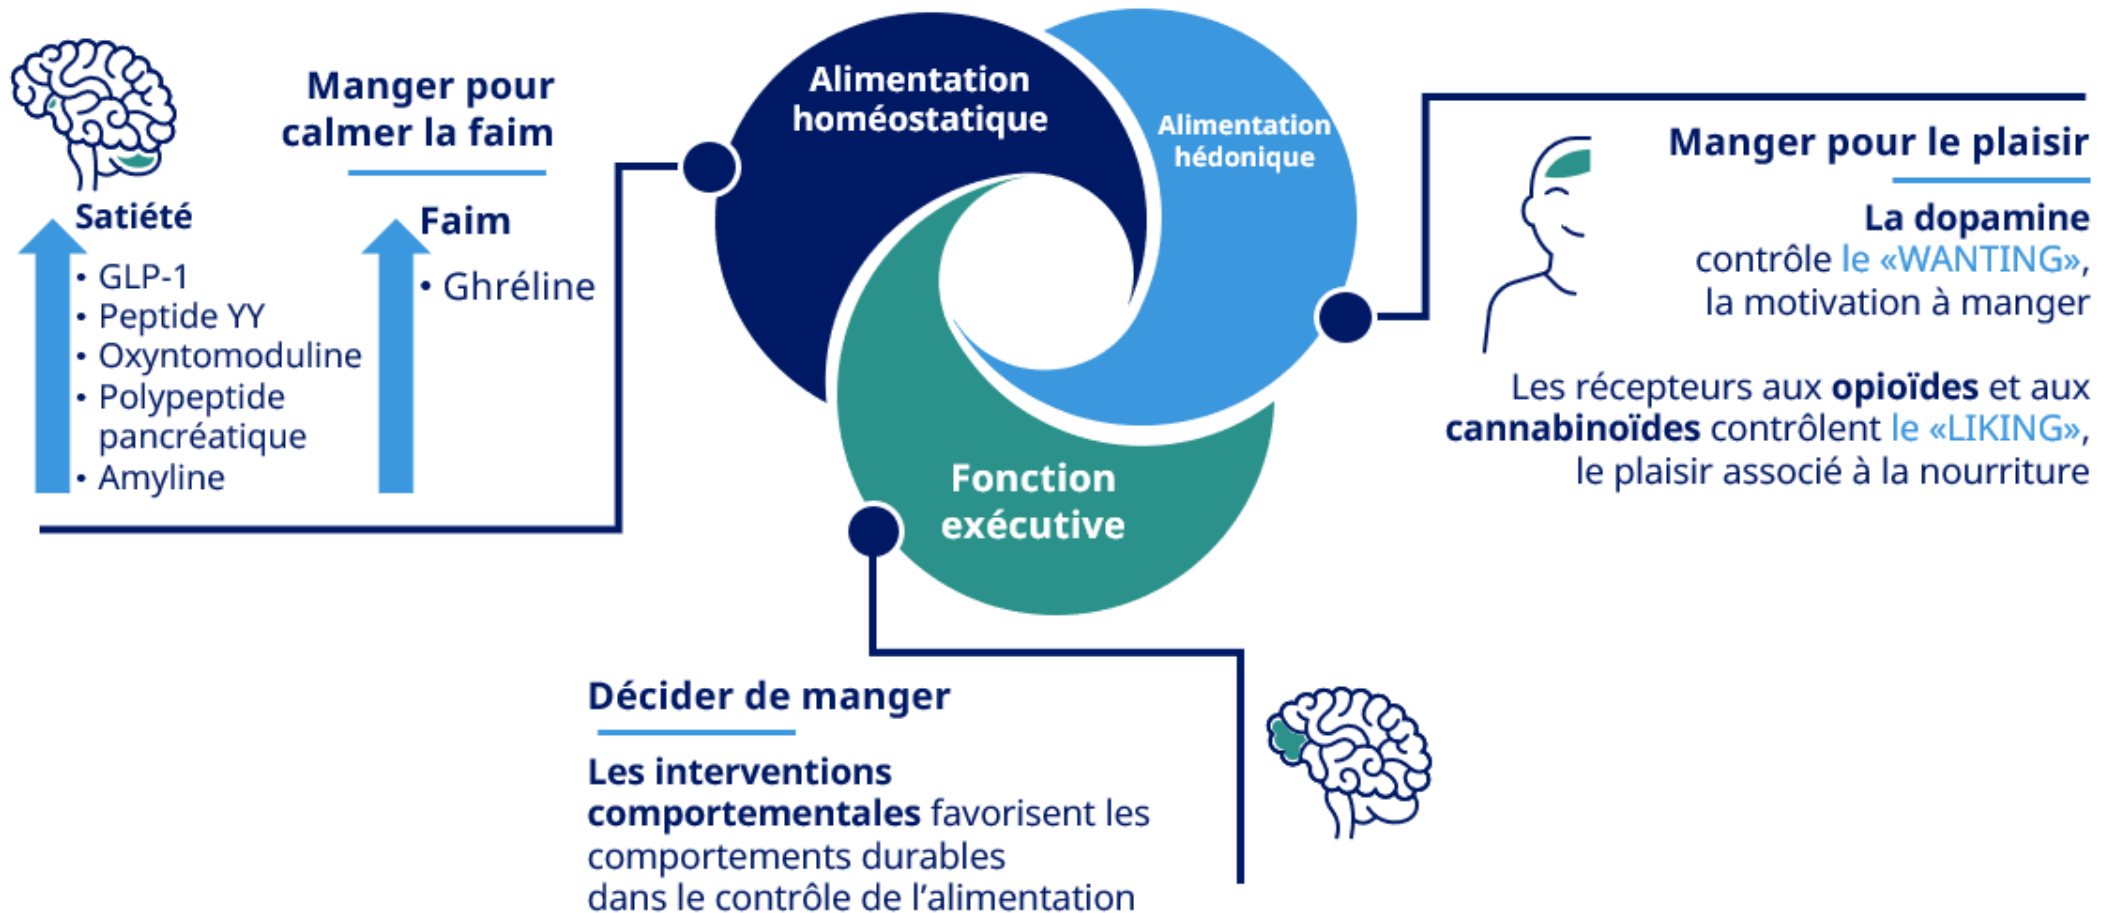 Manger pour
calmer la faim
Satiété
• GLP-1
• Peptide YY
• Oxyntomoduline
• Polypeptide
pancréatique
• Amyline
Faim
• Ghréline
Alimentation
homéostatique
Alimentation
hédonique
Fonction
exécutive
Manger pour le plaisir
La dopamine
contrôle le «WANTING»,
la motivation à manger
Les récepteurs aux opioïdes et aux
cannabinoïdes contrôlent le «LIKING»,
le plaisir associé à la nourriture
Décider de manger
Les interventions
comportementales favorisent les
comportements durables
dans le contrôle de l’alimentation